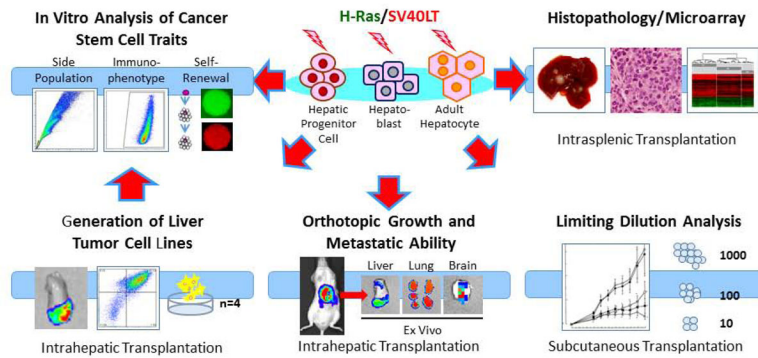 In Vitro Analysis of Cancer
Stem Cell Traits
Side
Population
Immuno-
phenotype
Self-
Renewal
H-Ras/SV40LT
Hepatic
Progenitor
Cell
Hepato-
blast
Adult
Hepatocyte
Histopathology/Microarray
Intrasplenic Transplantation
Generation of Liver
Tumor Cell Lines
n=4
Intrahepatic Transplantation
Orthotopic Growth and
Metastatic Ability
Liver
Lung
Brain
Ex Vivo
Intrahepatic Transplantation
Limiting Dilution Analysis
1000
100
10
Subcutaneous Transplantation